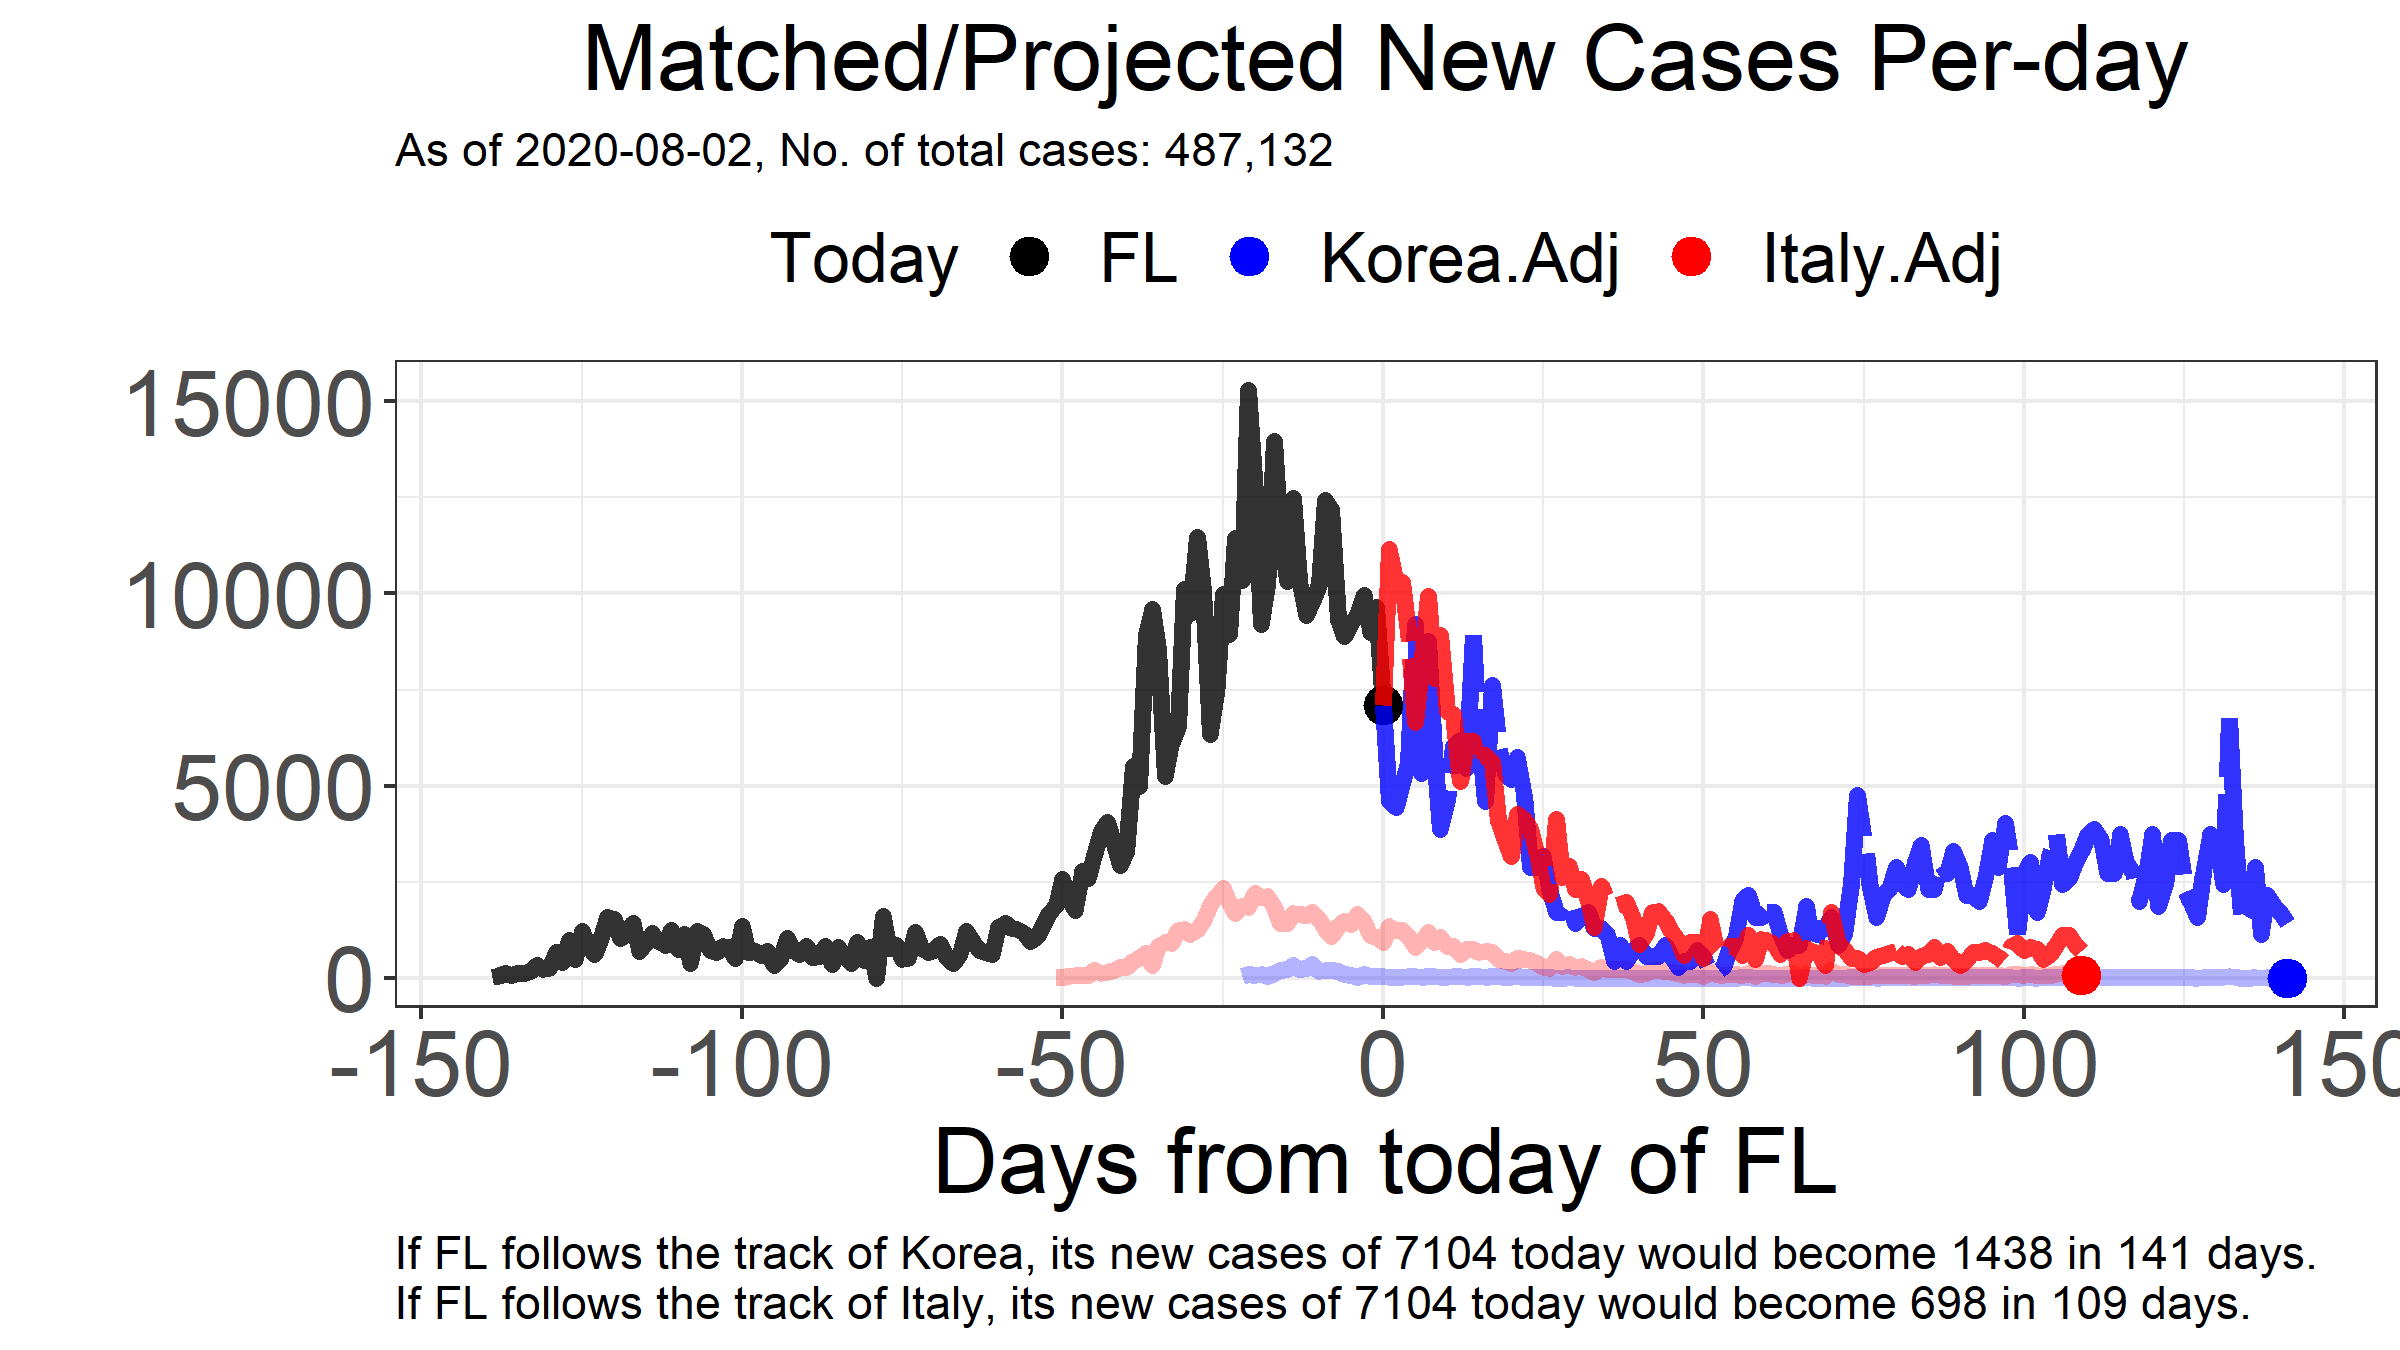 Matched/Projected New Cases Per-day
As of 2020-08-02, No. of total cases: 487,132
Today FL Korea.Adj Italy.Adj
15000
10000
5000
0
-150 -100 -50 0 50 100 150
Days from today of FL
If FL follows the track of Korea, its new cases of 7104 today would become 1438 in 141 days.
If FL follows the track of Italy, its new cases of 7104 today would become 698 in 109 days.